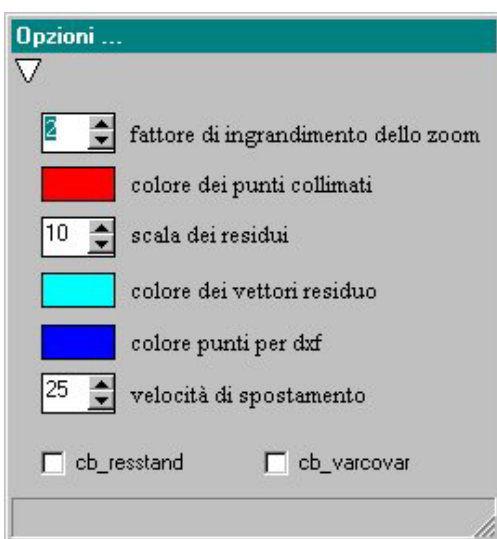 Opzioni ...
2 fattore di ingrandimento dello zoom
colore dei punti collimati
10 scala dei residui
colore dei vettori residuo
colore punti per dxf
25 velocità di spostamento
cb_resstand cb_varcovar